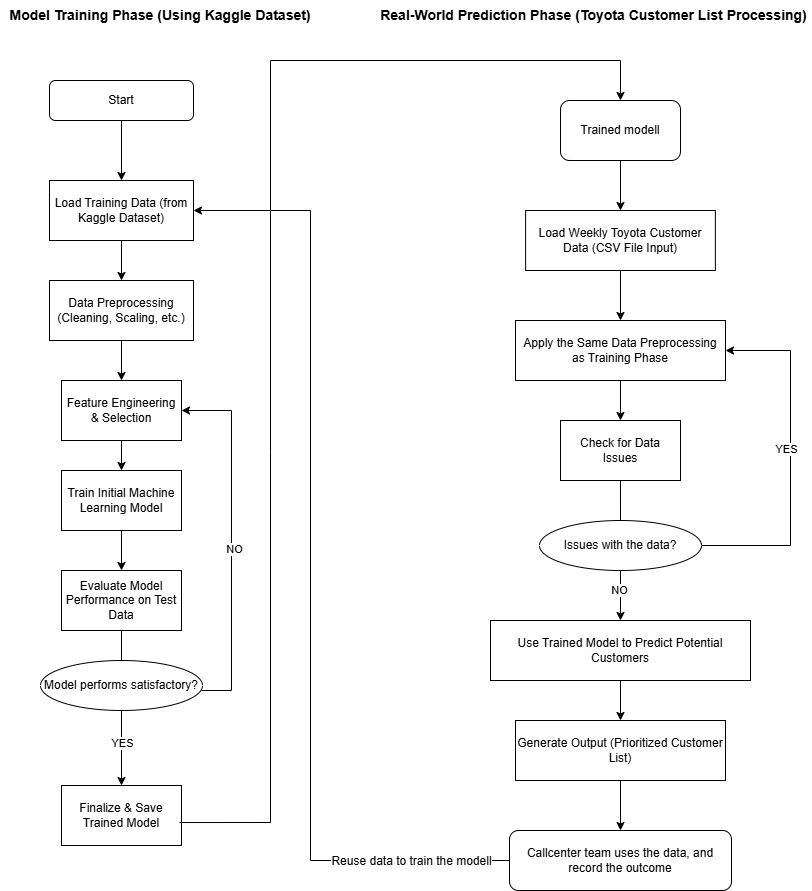 Model Training Phase (Using Kaggle Dataset)
Start
Load Training Data (from
Kaggle Dataset)
Data Preprocessing
(Cleaning, Scaling, etc.)
Feature Engineering
& Selection
Train Initial Machine
Learning Model
NO
Evaluate Model
Performance on Test
Data
Model performs satisfactory?
YES
Finalize & Save
Trained Model
Real-World Prediction Phase (Toyota Customer List Processing)
Trained modell
Load Weekly Toyota Customer
Data (CSV File Input)
Apply the Same Data Preprocessing
as Training Phase
Check for Data
Issues
YES
Issues with the data?
NO
Use Trained Model to Predict Potential
Customers
Generate Output (Prioritized Customer
List)
Callcenter team uses the data, and
record the outcome
Reuse data to train the modell